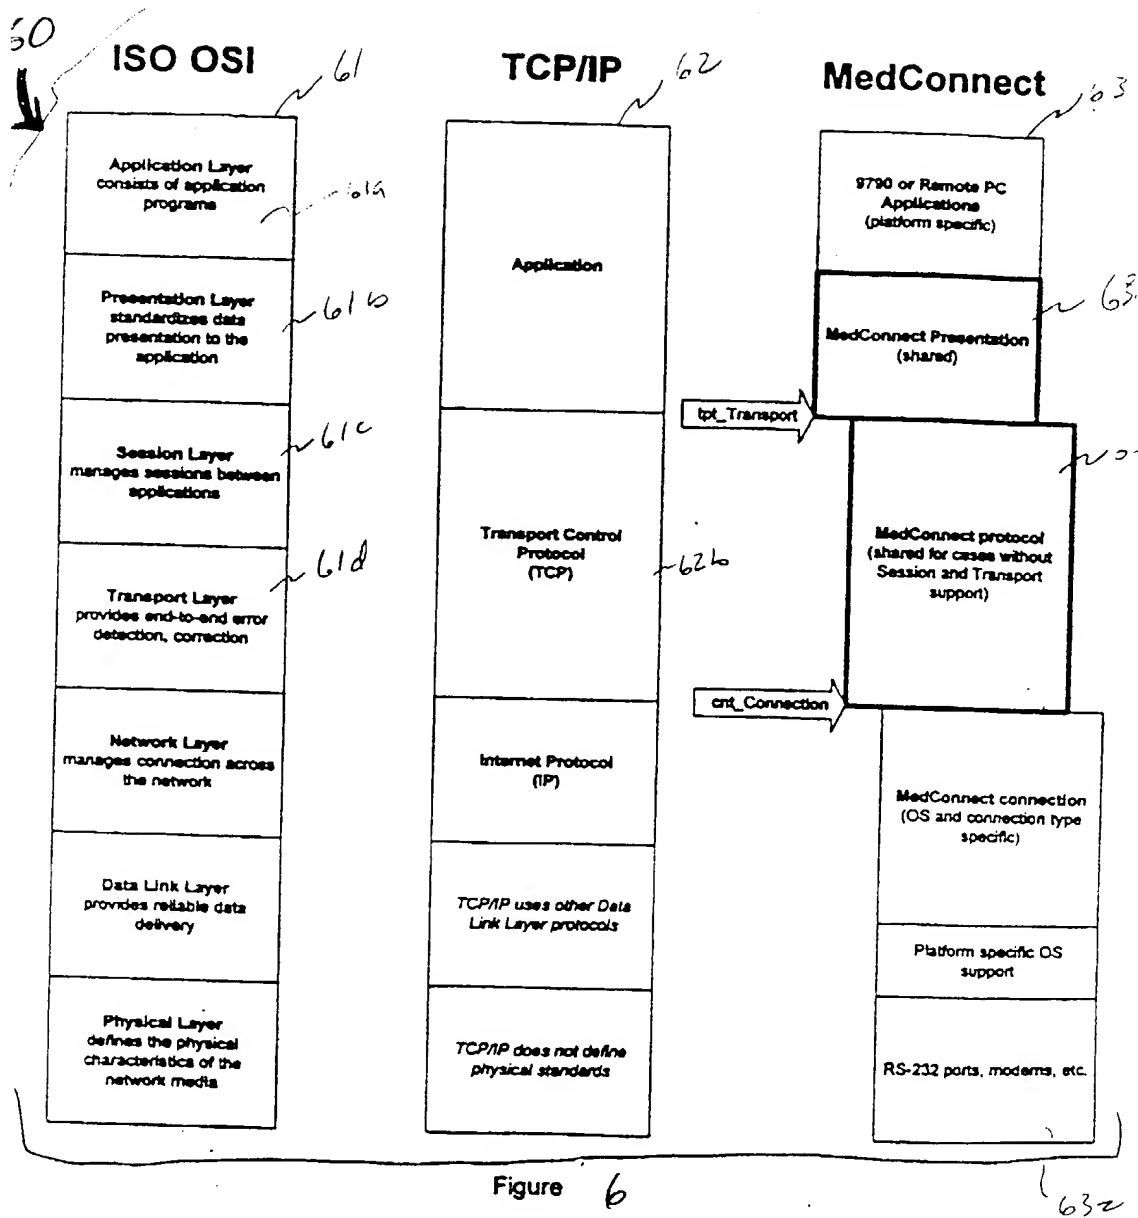 ISO OSI
61
Application Layer
consists of application
programs
61a
Presentation Layer
standardizes data
presentation to the
application
61b
Session Layer
manages sessions between
applications
61c
Transport Layer
provides end-to-end error
detection, correction
61d
Network Layer
manages connection across
the network
Data Link Layer
provides reliable data
delivery
Physical Layer
defines the physical
characteristics of the
network media
TCP/IP
62
Application
Transport Control
Protocol
(TCP)
62b
Internet Protocol
(IP)
TCP/IP uses other Data
Link Layer protocols
TCP/IP does not define
physical standards
MedConnect
63
9790 or Remote PC
Applications
(platform specific)
63
MedConnect Presentation
(shared)
tpt_Transport
MedConnect protocol
(shared for cases without
Session and Transport
support)
cnt_Connection
MedConnect connection
(OS and connection type
specific)
Platform specific OS
support
RS-232 ports, modems, etc.
63z
Figure 6